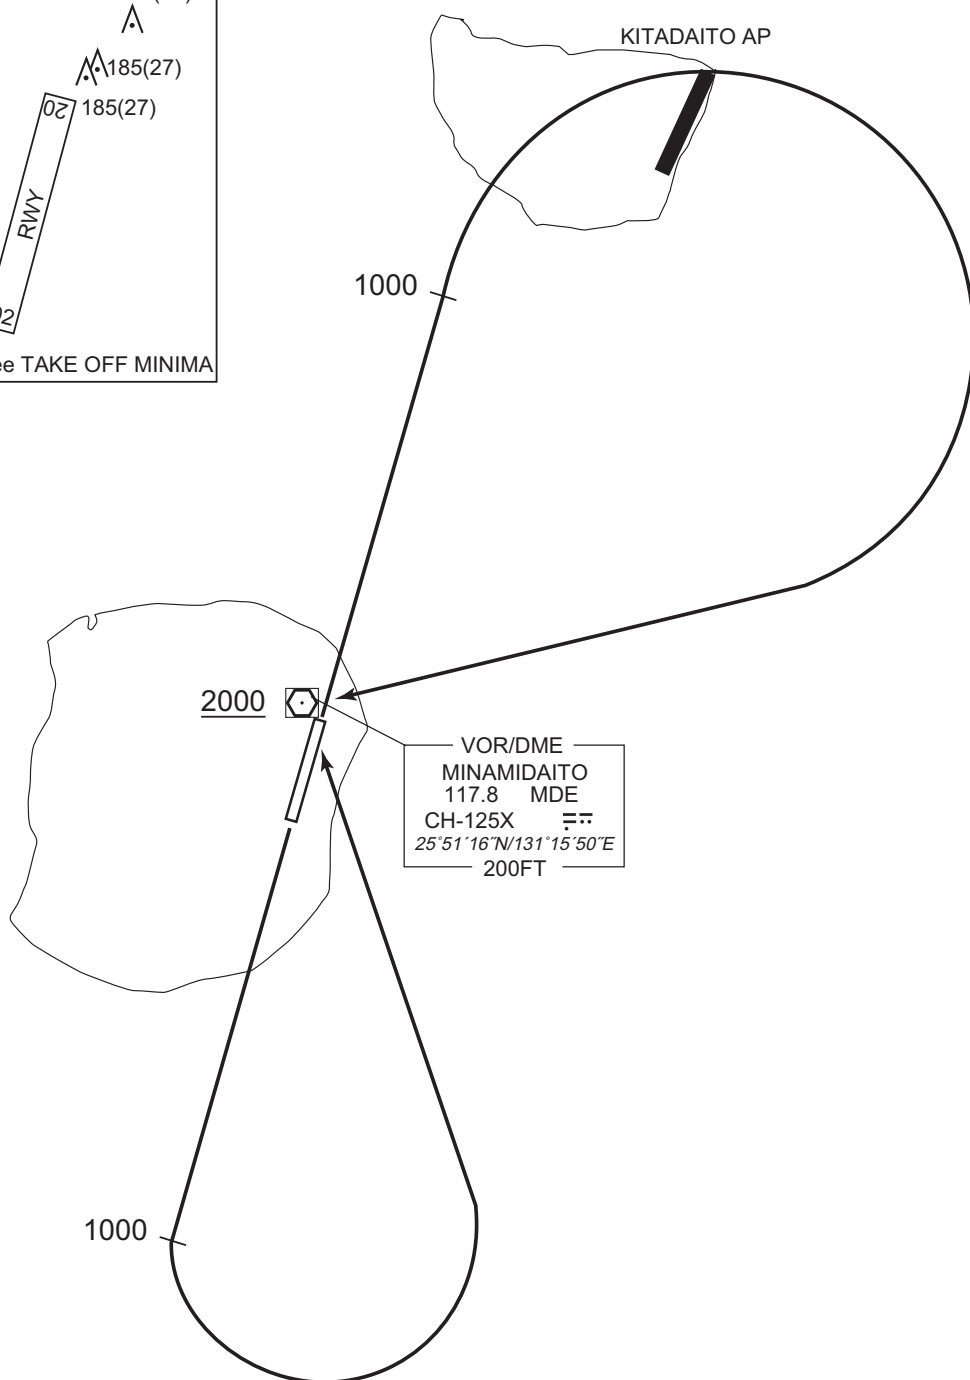 185(27)
185(27)
20
RWY
02
TAKE OFF MINIMA
KITADAITO AP
1000
2000
VOR/DME
MINAMIDAITO
117.8 MDE
CH-125X
25°51´16˝N/131°15´50˝E
200FT
1000